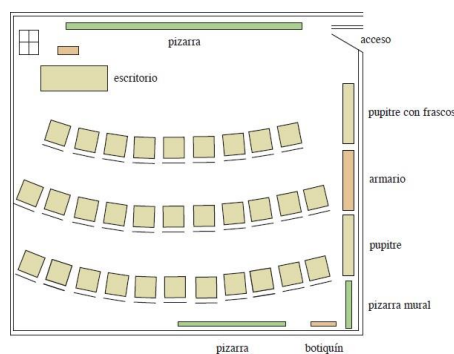 acceso
pizarra
escritorio
pupitre con frascos
armario
pupitre
pizarra mural
pizarra
botiquín